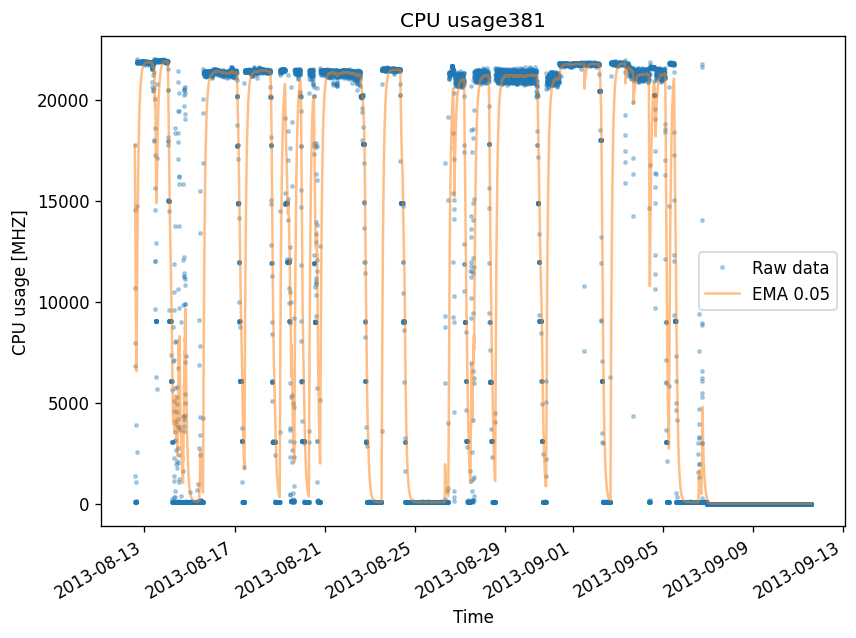 CPU usage381
20000
15000
10000
5000
0
CPU usage [MHZ]
Raw data
EMA 0.05
2013-08-13
2013-08-17
2013-08-21
2013-08-25
2013-08-29
2013-09-01
2013-09-05
2013-09-09
2013-09-13
Time